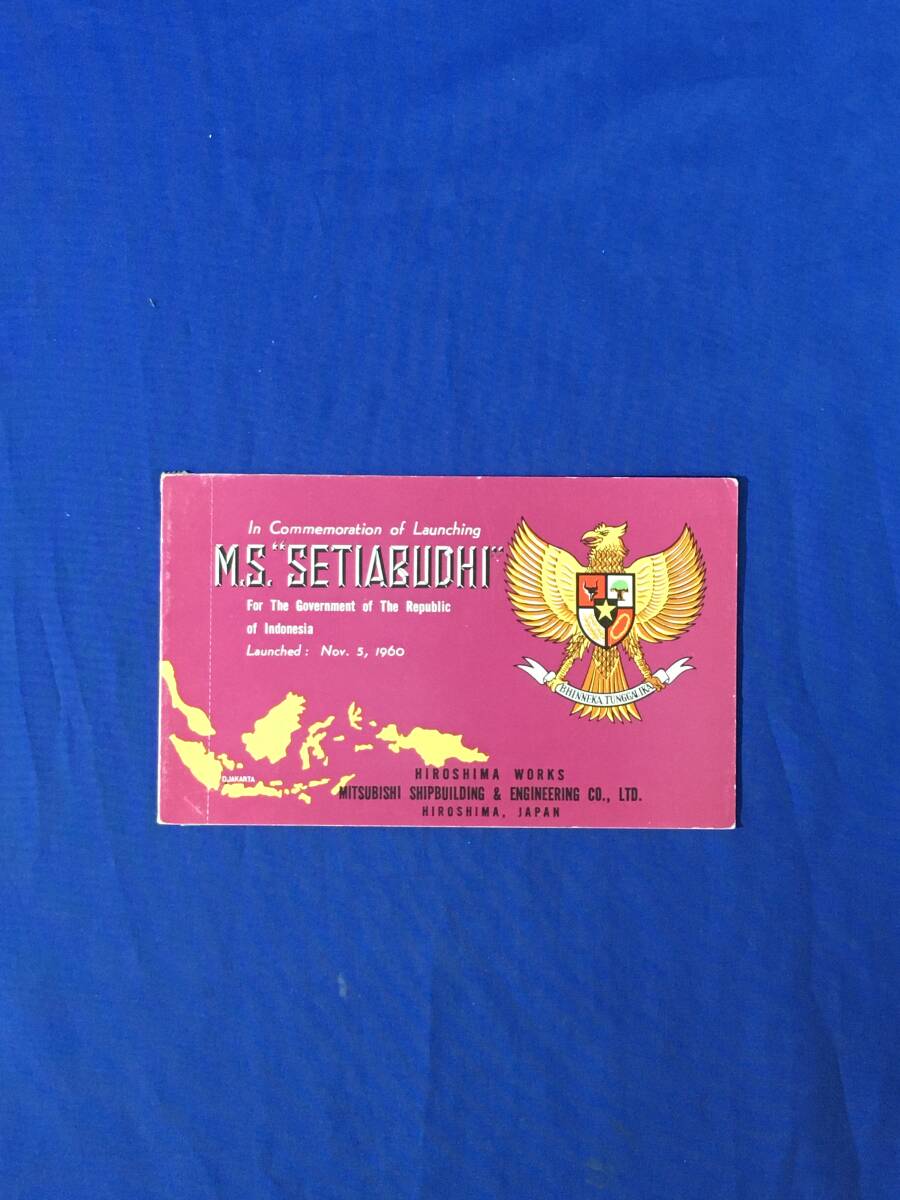 In Commemoration of Launching
M.S. "SETIABUDHI"
For The Government of The Republic
of Indonesia
Launched: Nov. 5, 1960
BHINNEKA TUNGGAL IKA
DJAKARTA
HIROSHIMA WORKS
MITSUBISHI SHIPBUILDING & ENGINEERING CO., LTD.
HIROSHIMA, JAPAN